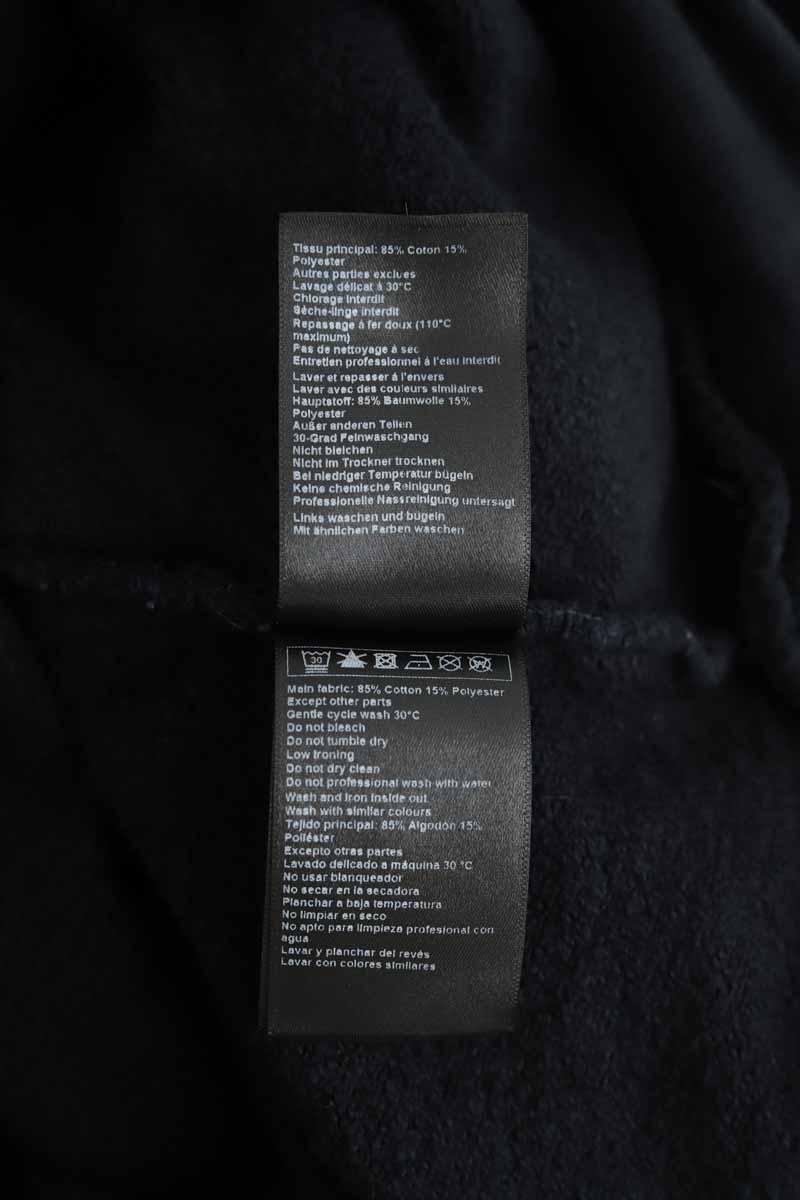 Tissu principal: 85% Coton 15%
Polyester
Autres parties exclues
Lavage délicat à 30°C
Chlorage interdit
Sèche-linge interdit
Repassage à fer doux (110°C
maximum)
Pas de nettoyage à sec
Entretien professionnel à l'eau interdit
Laver et repasser à l'envers
Laver avec des couleurs similaires
Hauptstoff: 85% Baumwolle 15%
Polyester
Außer anderen Teilen
30-Grad Feinwaschgang
Nicht bleichen
Nicht im Trockner trocknen
Bei niedriger Temperatur bügeln
Keine chemische Reinigung
Professionelle Nassreinigung untersagt
Links waschen und bügeln
Mit ähnlichen Farben waschen
30 W
Main fabric: 85% Cotton 15% Polyester
Except other parts
Gentle cycle wash 30°C
Do not bleach
Do not tumble dry
Low ironing
Do not dry clean
Do not professional wash with water
Wash and iron inside out
Wash with similar colours
Tejido principal: 85% Algodón 15%
Poliéster
Excepto otras partes
Lavado delicado a máquina 30 °C
No usar blanqueador
No secar en la secadora
Planchar a baja temperatura
No limpiar en seco
No apto para limpieza profesional con
agua
Lavar y planchar del revés
Lavar con colores similares